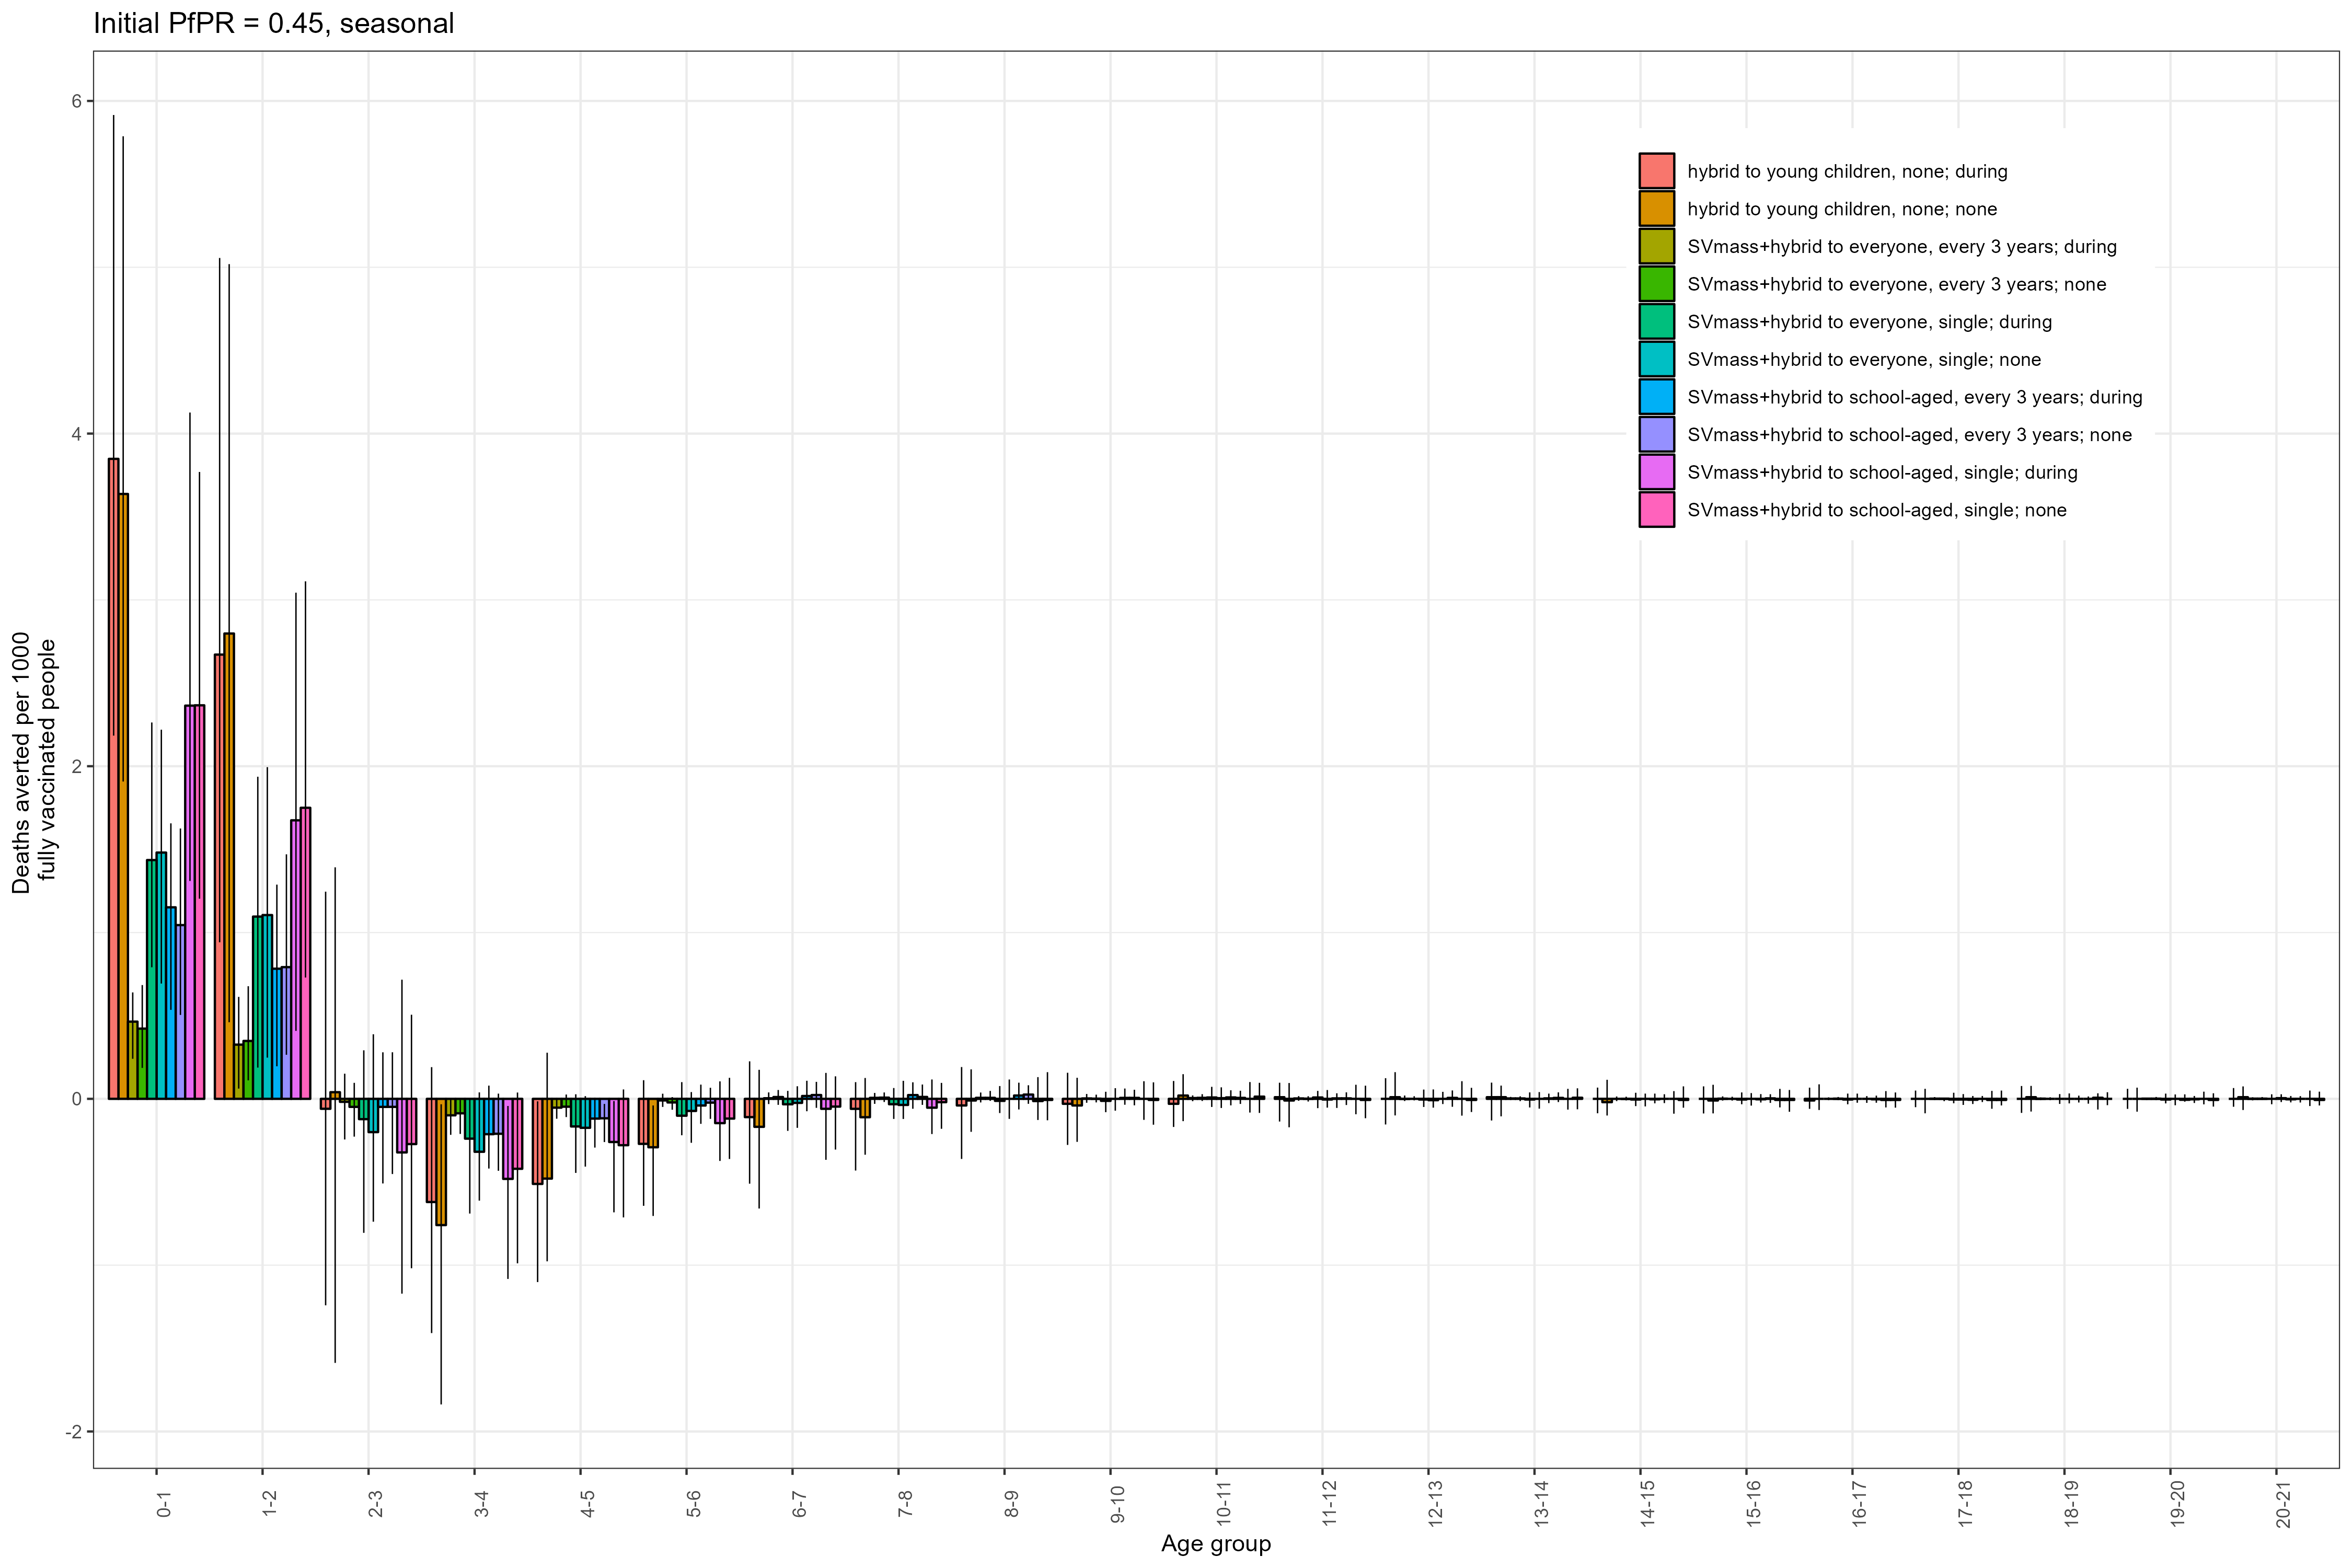 Initial PfPR = 0.45, seasonal
6
4
2
0
-2
Deaths averted per 1000
fully vaccinated people
hybrid to young children, none; during
hybrid to young children, none; none
SVmass+hybrid to everyone, every 3 years; during
SVmass+hybrid to everyone, every 3 years; none
SVmass+hybrid to everyone, single; during
SVmass+hybrid to everyone, single; none
SVmass+hybrid to school-aged, every 3 years; during
SVmass+hybrid to school-aged, every 3 years; none
SVmass+hybrid to school-aged, single; during
SVmass+hybrid to school-aged, single; none
0-1
1-2
2-3
3-4
4-5
5-6
6-7
7-8
8-9
9-10
10-11
11-12
12-13
13-14
14-15
15-16
16-17
17-18
18-19
19-20
20-21
Age group